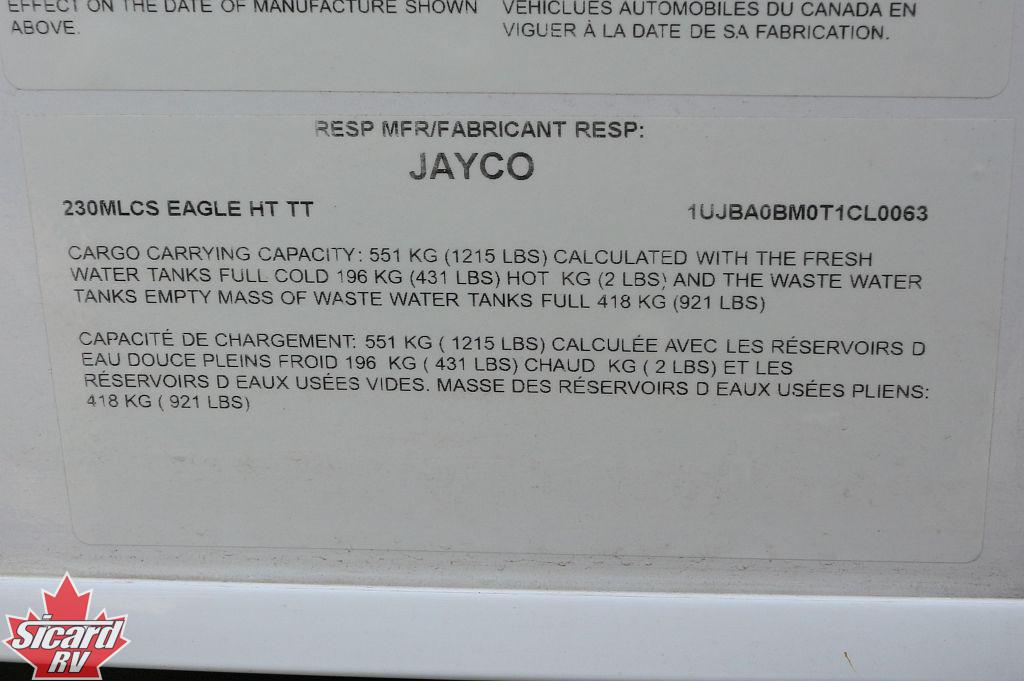 EFFECT ON THE DATE OF MANUFACTURE SHOWN
ABOVE.
VÉHICLUES AUTOMOBILES DU CANADA EN
VIGUER À LA DATE DE SA FABRICATION.
RESP MFR/FABRICANT RESP:
JAYCO
230MLCS EAGLE HT TT
1UJBA0BM0T1CL0063
CARGO CARRYING CAPACITY: 551 KG (1215 LBS) CALCULATED WITH THE FRESH
WATER TANKS FULL COLD 196 KG (431 LBS) HOT KG (2 LBS) AND THE WASTE WATER
TANKS EMPTY MASS OF WASTE WATER TANKS FULL 418 KG (921 LBS)
CAPACITÉ DE CHARGEMENT: 551 KG ( 1215 LBS) CALCULÉE AVEC LES RÉSERVOIRS D
EAU DOUCE PLEINS FROID 196 KG ( 431 LBS) CHAUD KG ( 2 LBS) ET LES
RÉSERVOIRS D EAUX USÉES VIDES. MASSE DES RÉSERVOIRS D EAUX USÉES PLIENS:
418 KG ( 921 LBS)
Sicard
RV